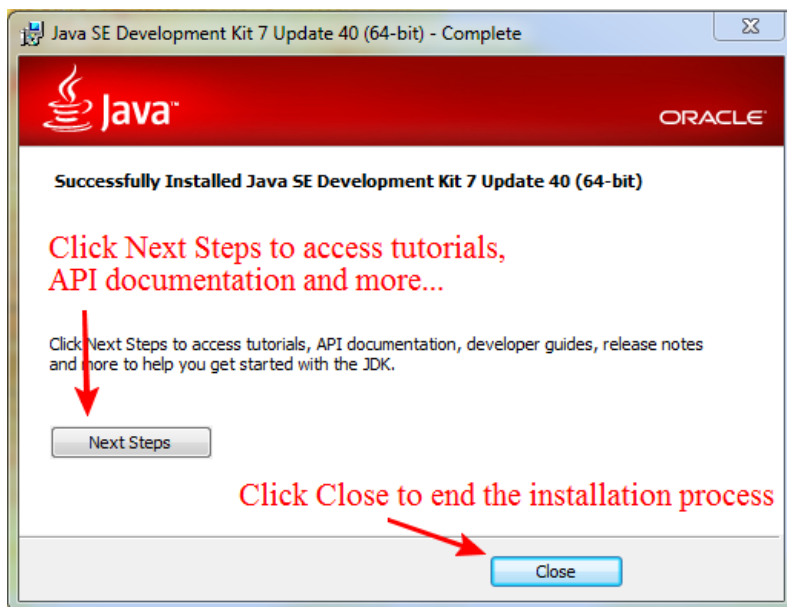 Java SE Development Kit 7 Update 40 (64-bit) - Complete
Java™
ORACLE
Successfully Installed Java SE Development Kit 7 Update 40 (64-bit)
Click Next Steps to access tutorials,
API documentation and more...
Click Next Steps to access tutorials, API documentation, developer guides, release notes
and more to help you get started with the JDK.
Next Steps
Click Close to end the installation process
Close